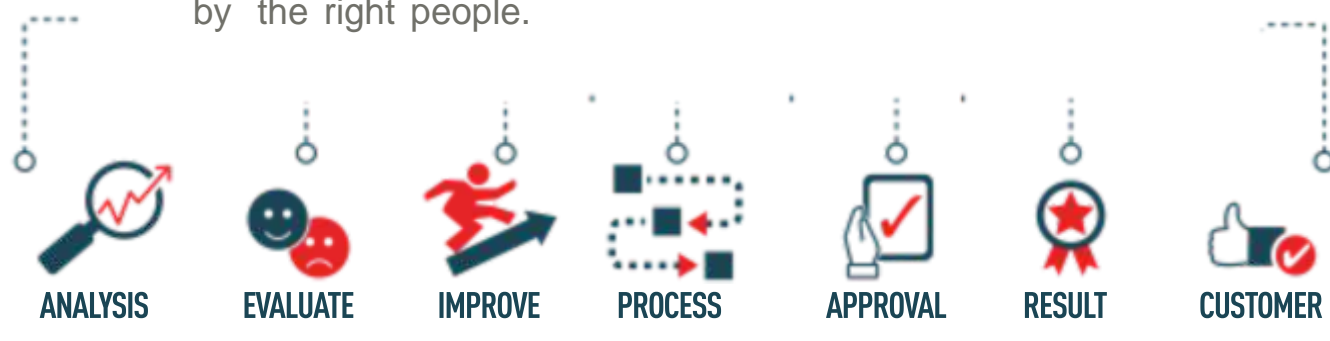 by the right people.
ANALYSIS EVALUATE IMPROVE PROCESS APPROVAL RESULT CUSTOMER